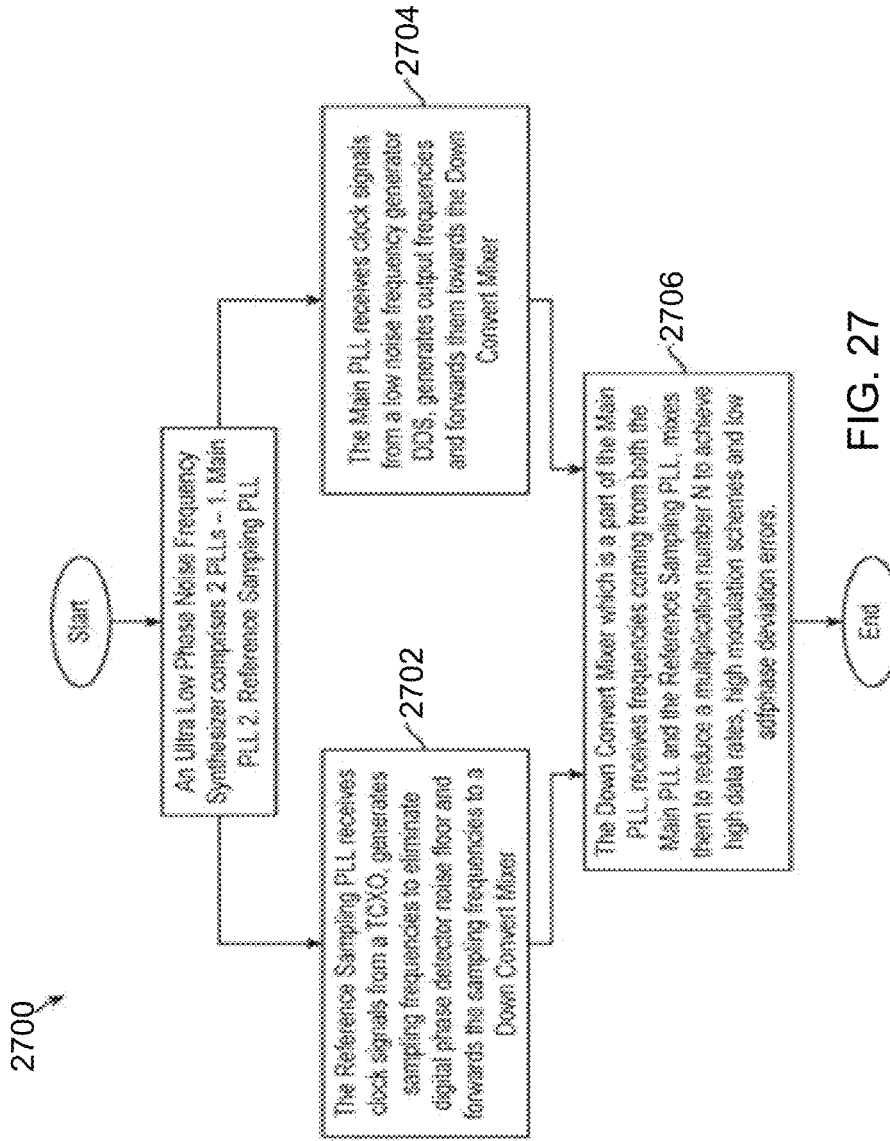 2700
Start
An Ultra Low Phase Noise Frequency
Synthesizer comprises 2 PLLs – 1. Main
PLL 2. Reference Sampling PLL
The Reference Sampling PLL receives
clock signals from a TCXO, generates
sampling frequencies to eliminate
digital phase detector noise floor and
forwards the sampling frequencies to a
Down Convert Mixer
2702
The Main PLL receives clock signals
from a low noise frequency generator
DDS, generates output frequencies
and forwards them towards the Down
Convert Mixer
2704
The Down Convert Mixer which is a part of the Main
PLL, receives frequencies coming from both the
Main PLL and the Reference Sampling PLL, mixes
them to reduce a multiplication number N to achieve
high data rates, high modulation schemes and low
adfphase deviation errors.
2706
End
FIG. 27